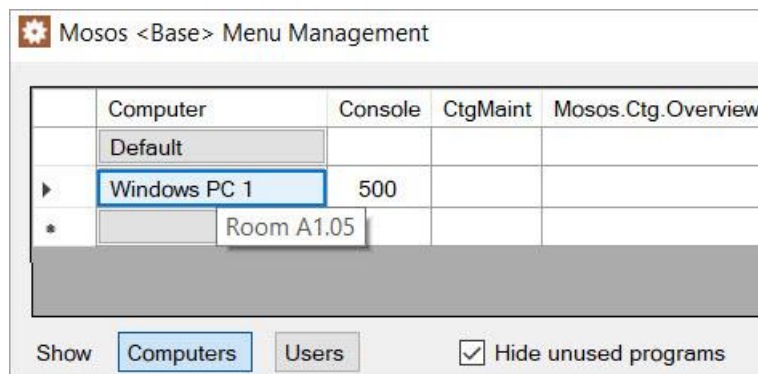 Mosos <Base> Menu Management
Computer Console CtgMaint Mosos.Ctg.Overview
Default
Windows PC 1 500
* Room A1.05
Show Computers Users Hide unused programs